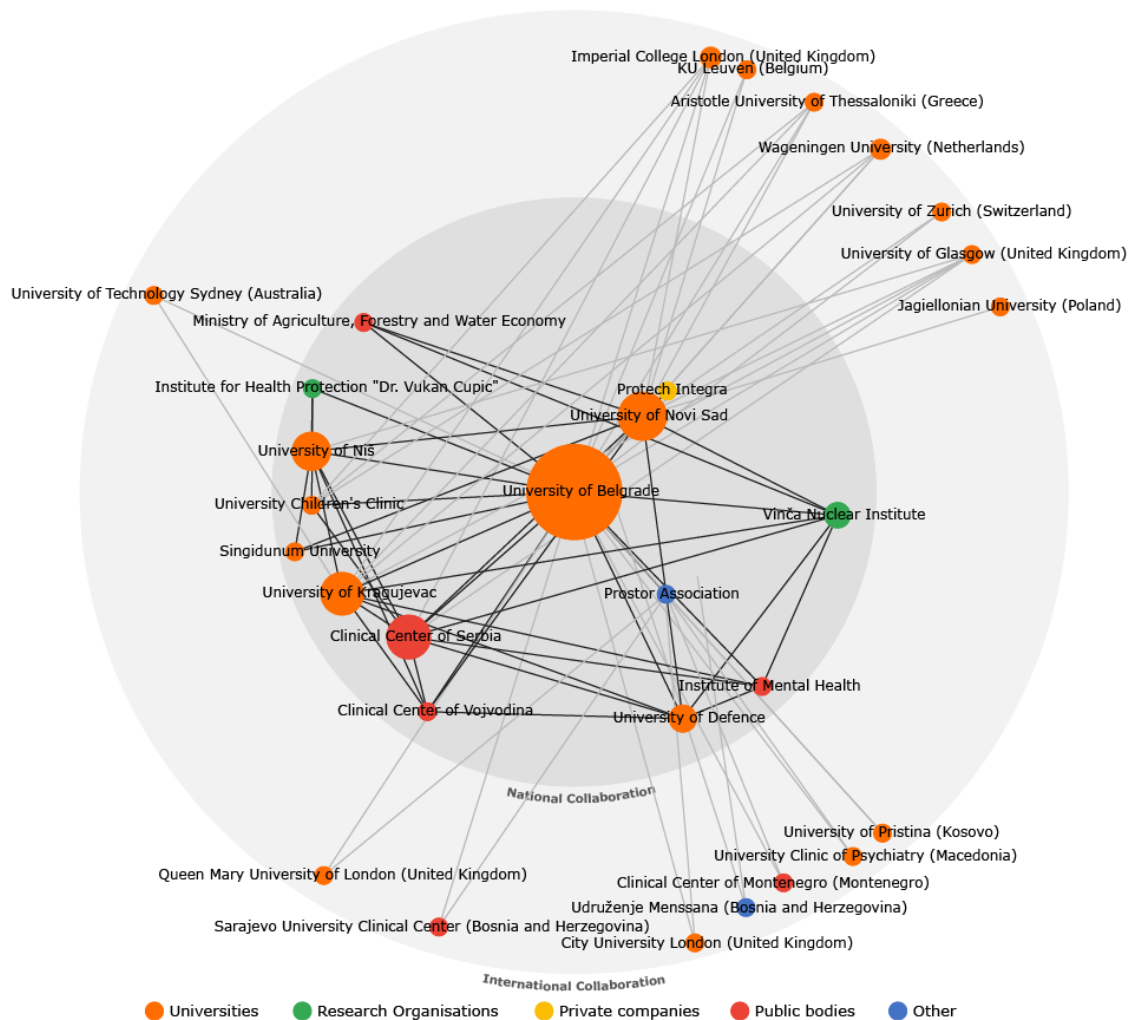 Imperial College London (United Kingdom)
KU Leuven (Belgium)
Aristotle University of Thessaloniki (Greece)
Wageningen University (Netherlands)
University of Zurich (Switzerland)
University of Glasgow (United Kingdom)
University of Technology Sydney (Australia)
Jagiellonian University (Poland)
Ministry of Agriculture, Forestry and Water Economy
Institute for Health Protection "Dr. Vukan Cupic"
Protech Integra
University of Novi Sad
University of Niš
University of Belgrade
University Children's Clinic
Vinča Nuclear Institute
Singidunum University
University of Kragujevac
Prostor Association
Clinical Center of Serbia
Institute of Mental Health
Clinical Center of Vojvodina
University of Defence
National Collaboration
University of Pristina (Kosovo)
University Clinic of Psychiatry (Macedonia)
Queen Mary University of London (United Kingdom)
Clinical Center of Montenegro (Montenegro)
Udruženje Menssana (Bosnia and Herzegovina)
Sarajevo University Clinical Center (Bosnia and Herzegovina)
City University London (United Kingdom)
International Collaboration
Universities
Research Organisations
Private companies
Public bodies
Other